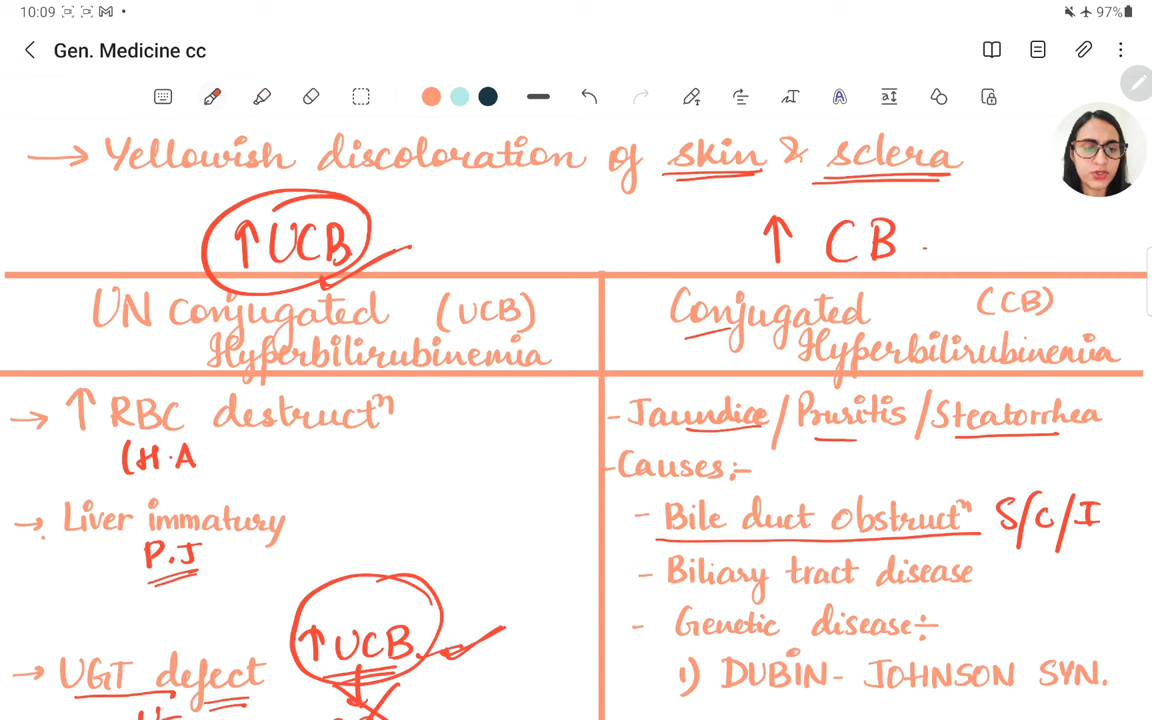 10:09 97%
Gen. Medicine cc
→ Yellowish discoloration of skin & sclera
↑ UCB
↑ CB
UN Conjugated (UCB)
Hyperbilirubinemia
Conjugated (CB)
Hyperbilirubinemia
→ ↑ RBC destructⁿ
(H.A
→ Liver immatury
P.J
↑ UCB
→ UGT defect
- Jaundice / Pruritis / Steatorrhea
- Causes :-
- Bile duct obstructⁿ S/C/I
- Biliary tract disease
- Genetic disease ÷
1) DUBIN - JOHNSON SYN.